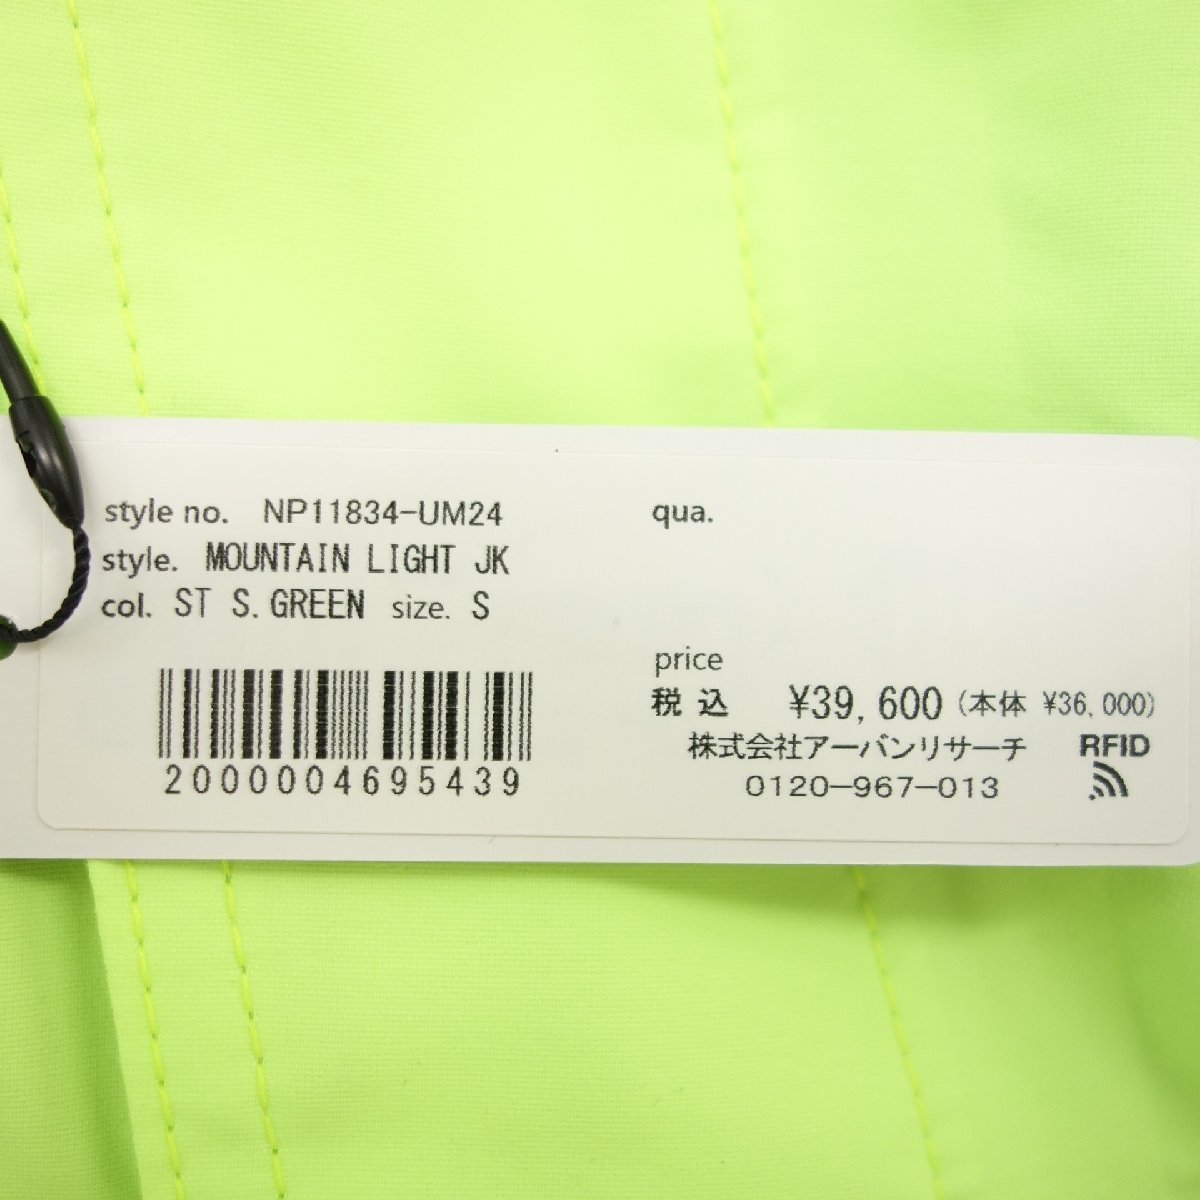 style no. NP11834-UM24
style. MOUNTAIN LIGHT JK
col. ST S.GREEN size. S
2000004695439
qua.
price
税込 ¥39,600 (本体 ¥36,000)
株式会社アーバンリサーチ
0120-967-013
RFID